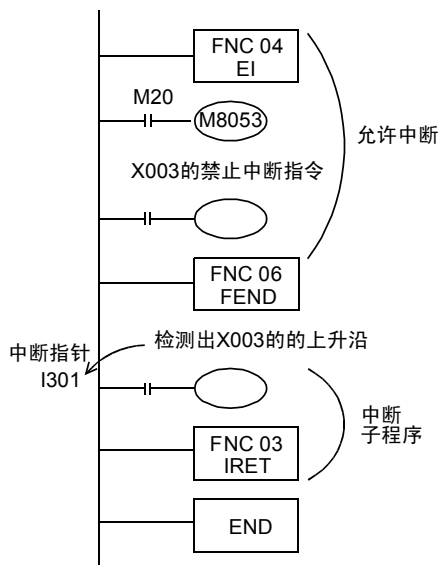 FNC 04
EI
M20
M8053
允许中断
X003的禁止中断指令
FNC 06
FEND
检测出X003的的上升沿
中断指针
I301
中断
子程序
FNC 03
IRET
END